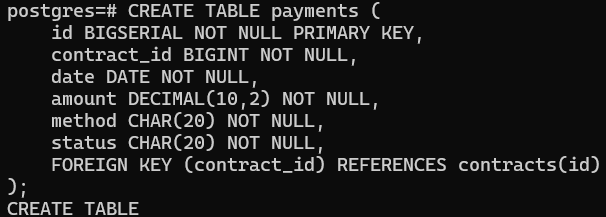 postgres=# CREATE TABLE payments (
    id BIGSERIAL NOT NULL PRIMARY KEY,
    contract_id BIGINT NOT NULL,
    date DATE NOT NULL,
    amount DECIMAL(10,2) NOT NULL,
    method CHAR(20) NOT NULL,
    status CHAR(20) NOT NULL,
    FOREIGN KEY (contract_id) REFERENCES contracts(id)
);
CREATE TABLE